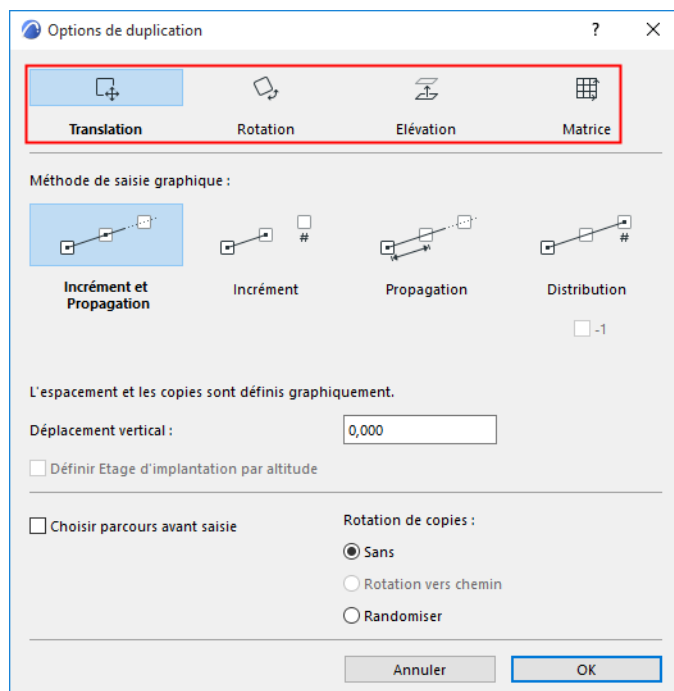 Options de duplication
?
Translation
Rotation
Elévation
Matrice
Méthode de saisie graphique :
#
#
Incrément et
Propagation
Incrément
Propagation
Distribution
-1
L'espacement et les copies sont définis graphiquement.
Déplacement vertical :
0,000
Définir Etage d'implantation par altitude
Choisir parcours avant saisie
Rotation de copies :
Sans
Rotation vers chemin
Randomiser
Annuler
OK